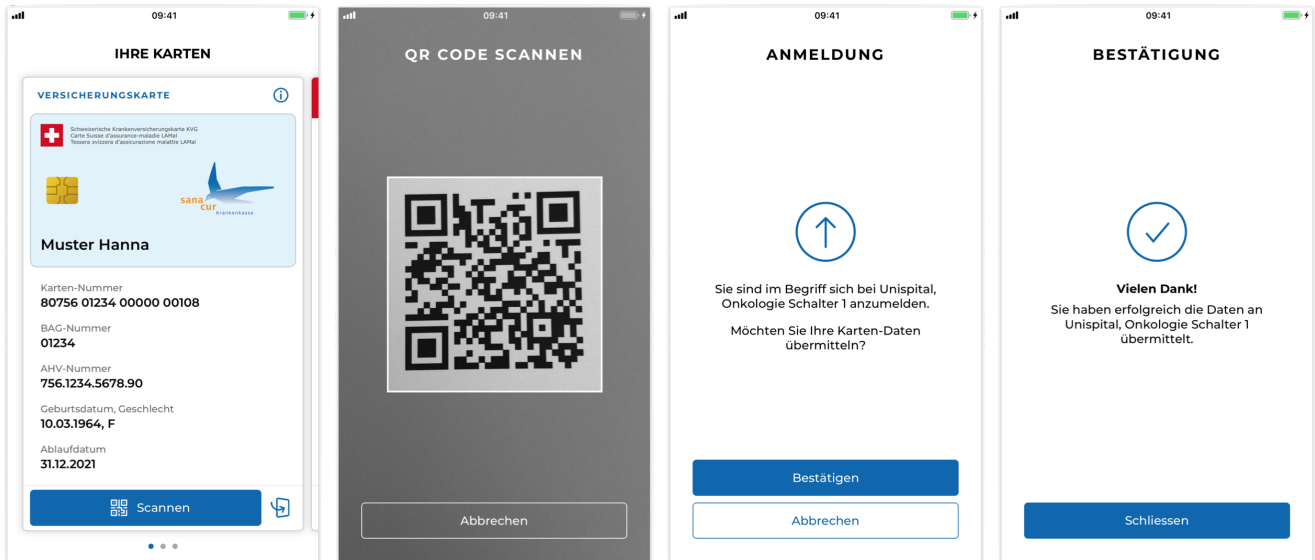 09:41
IHRE KARTEN
VERSICHERUNGSKARTE
Schweizerische Krankenversicherungskarte KVG
Carte Suisse d'assurance-maladie LAMal
Tessera svizzera d'assicurazione malattie LAMal
sana
cur
Krankenkasse
Muster Hanna
Karten-Nummer
80756 01234 00000 00108
BAG-Nummer
01234
AHV-Nummer
756.1234.5678.90
Geburtsdatum, Geschlecht
10.03.1964, F
Ablaufdatum
31.12.2021
Scannen
09:41
QR CODE SCANNEN
Abbrechen
09:41
ANMELDUNG
Sie sind im Begriff sich bei Unispital,
Onkologie Schalter 1 anzumelden.
Möchten Sie Ihre Karten-Daten
übermitteln?
Bestätigen
Abbrechen
09:41
BESTÄTIGUNG
Vielen Dank!
Sie haben erfolgreich die Daten an
Unispital, Onkologie Schalter 1
übermittelt.
Schliessen